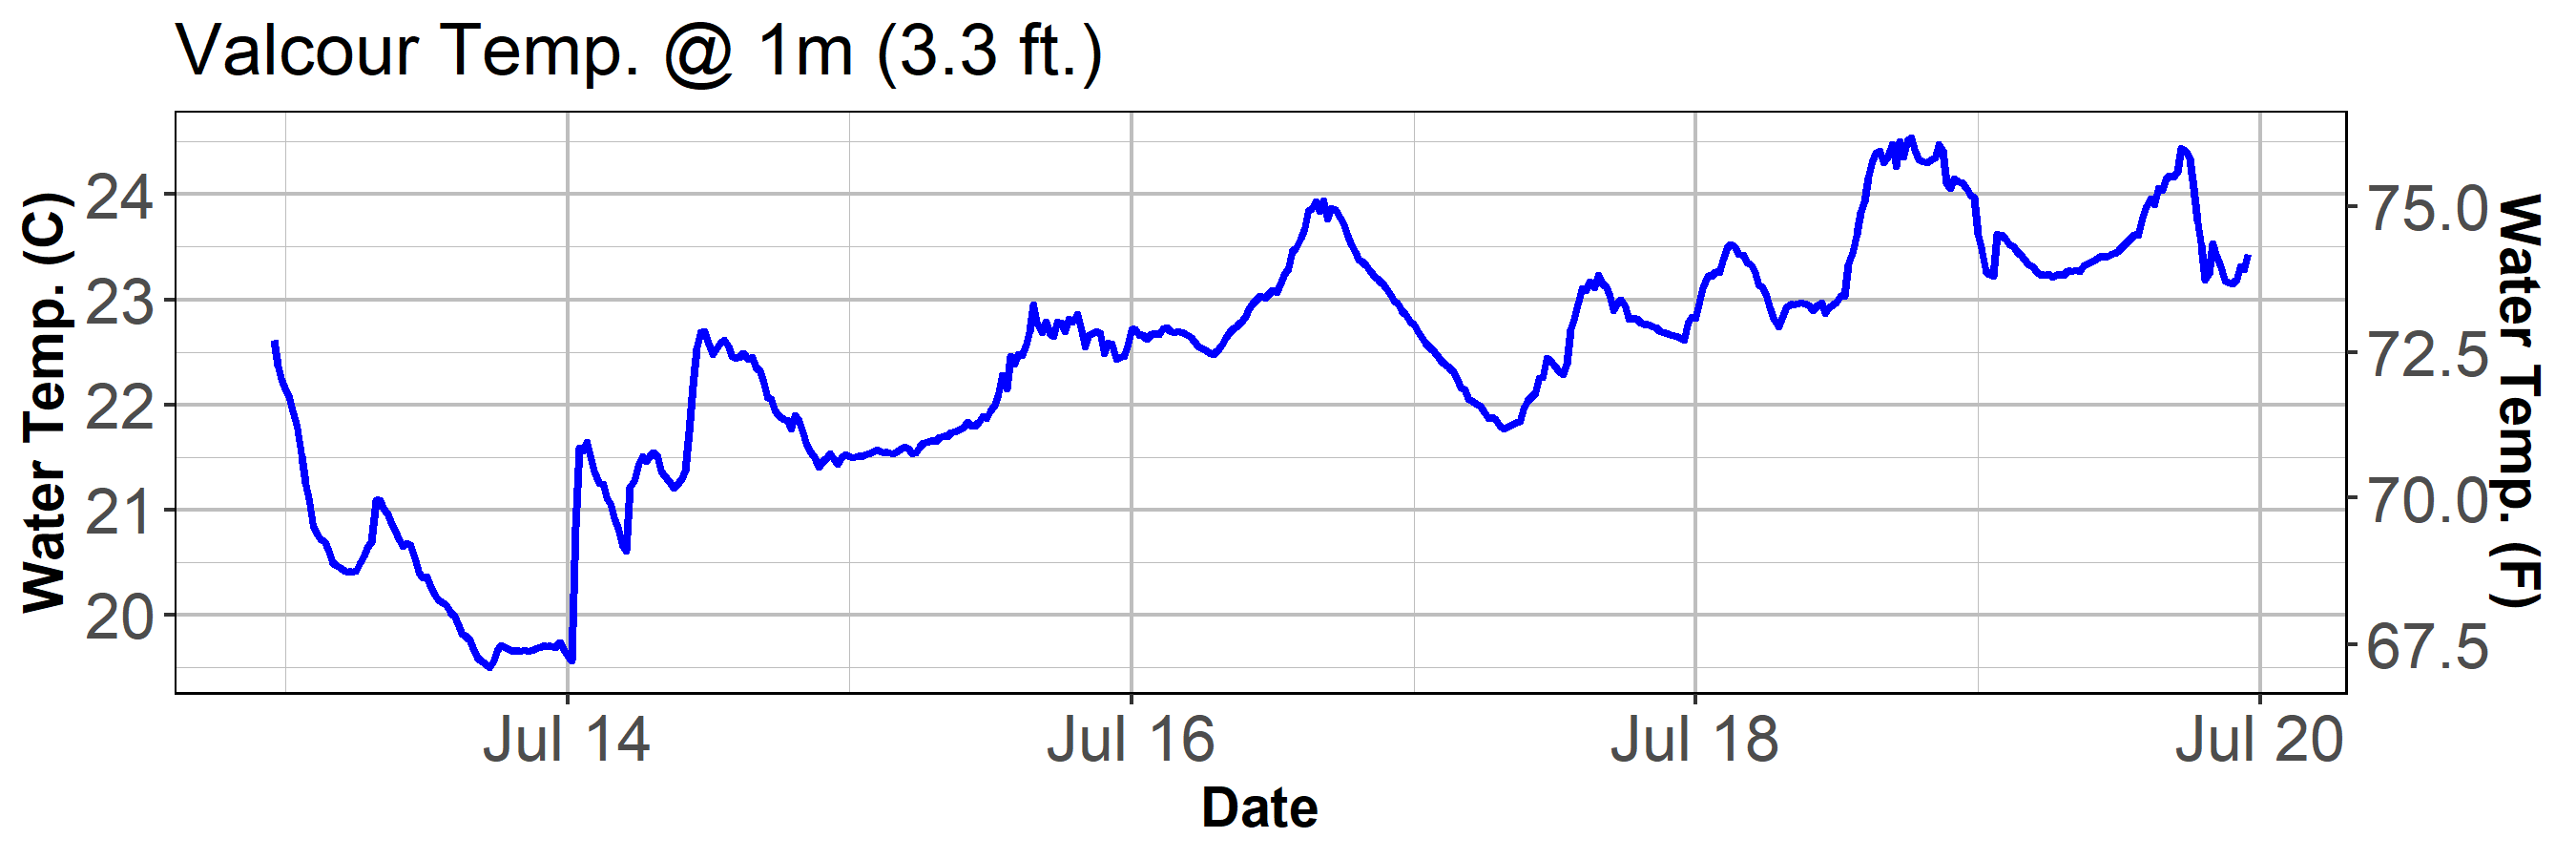 Valcour Temp. @ 1m (3.3 ft.)
Water Temp. (C)
24
23
22
21
20
75.0
72.5
70.0
67.5
Water Temp. (F)
Jul 14
Jul 16
Jul 18
Jul 20
Date